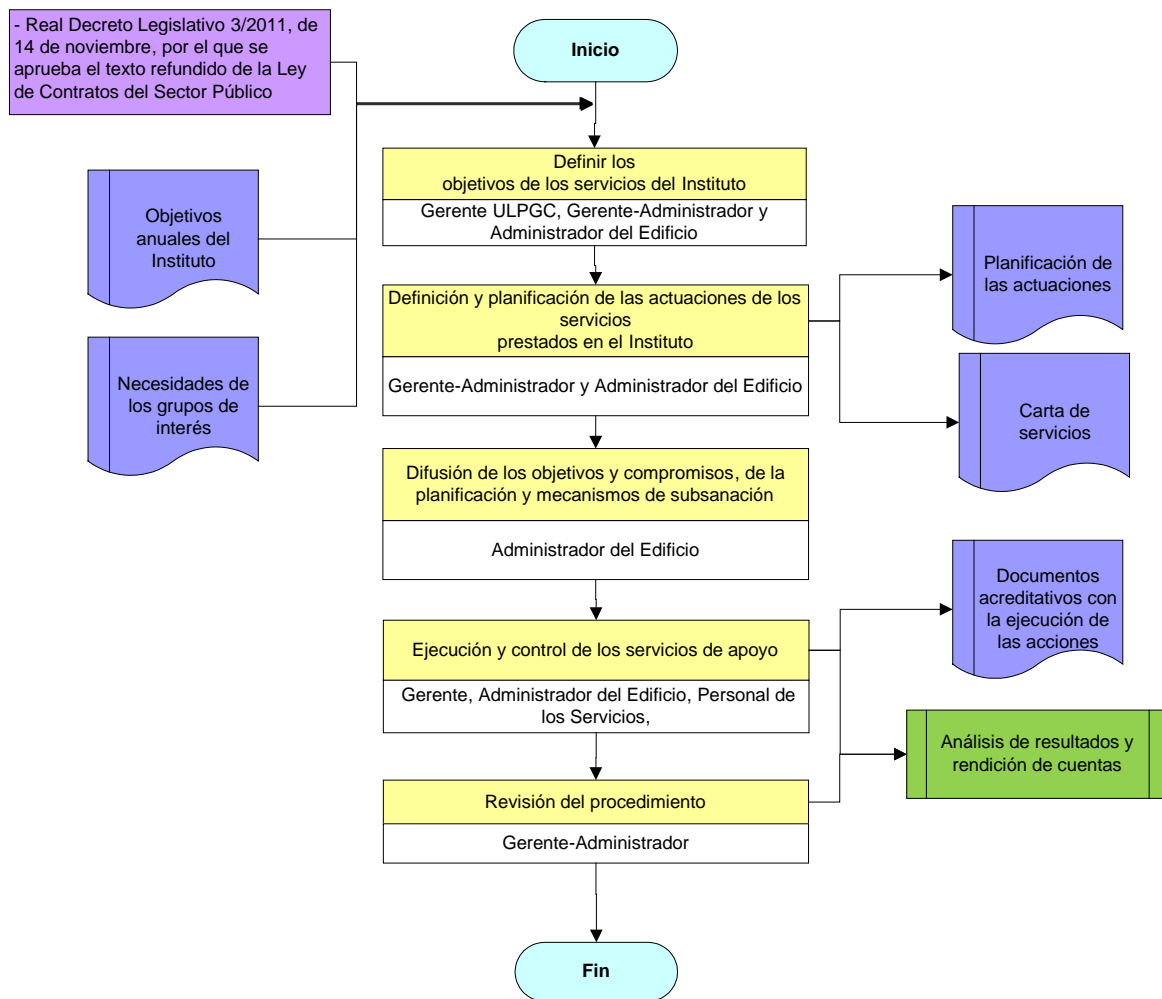 - Real Decreto Legislativo 3/2011, de
14 de noviembre, por el que se
aprueba el texto refundido de la Ley
de Contratos del Sector Público
Inicio
Definir los
objetivos de los servicios del Instituto
Gerente ULPGC, Gerente-Administrador y
Administrador del Edificio
Objetivos
anuales del
Instituto
Planificación de
las actuaciones
Definición y planificación de las actuaciones de los
servicios
prestados en el Instituto
Gerente-Administrador y Administrador del Edificio
Necesidades de
los grupos de
interés
Carta de
servicios
Difusión de los objetivos y compromisos, de la
planificación y mecanismos de subsanación
Administrador del Edificio
Documentos
acreditativos con
la ejecución de
las acciones
Ejecución y control de los servicios de apoyo
Gerente, Administrador del Edificio, Personal de
los Servicios,
Análisis de resultados y
rendición de cuentas
Revisión del procedimiento
Gerente-Administrador
Fin